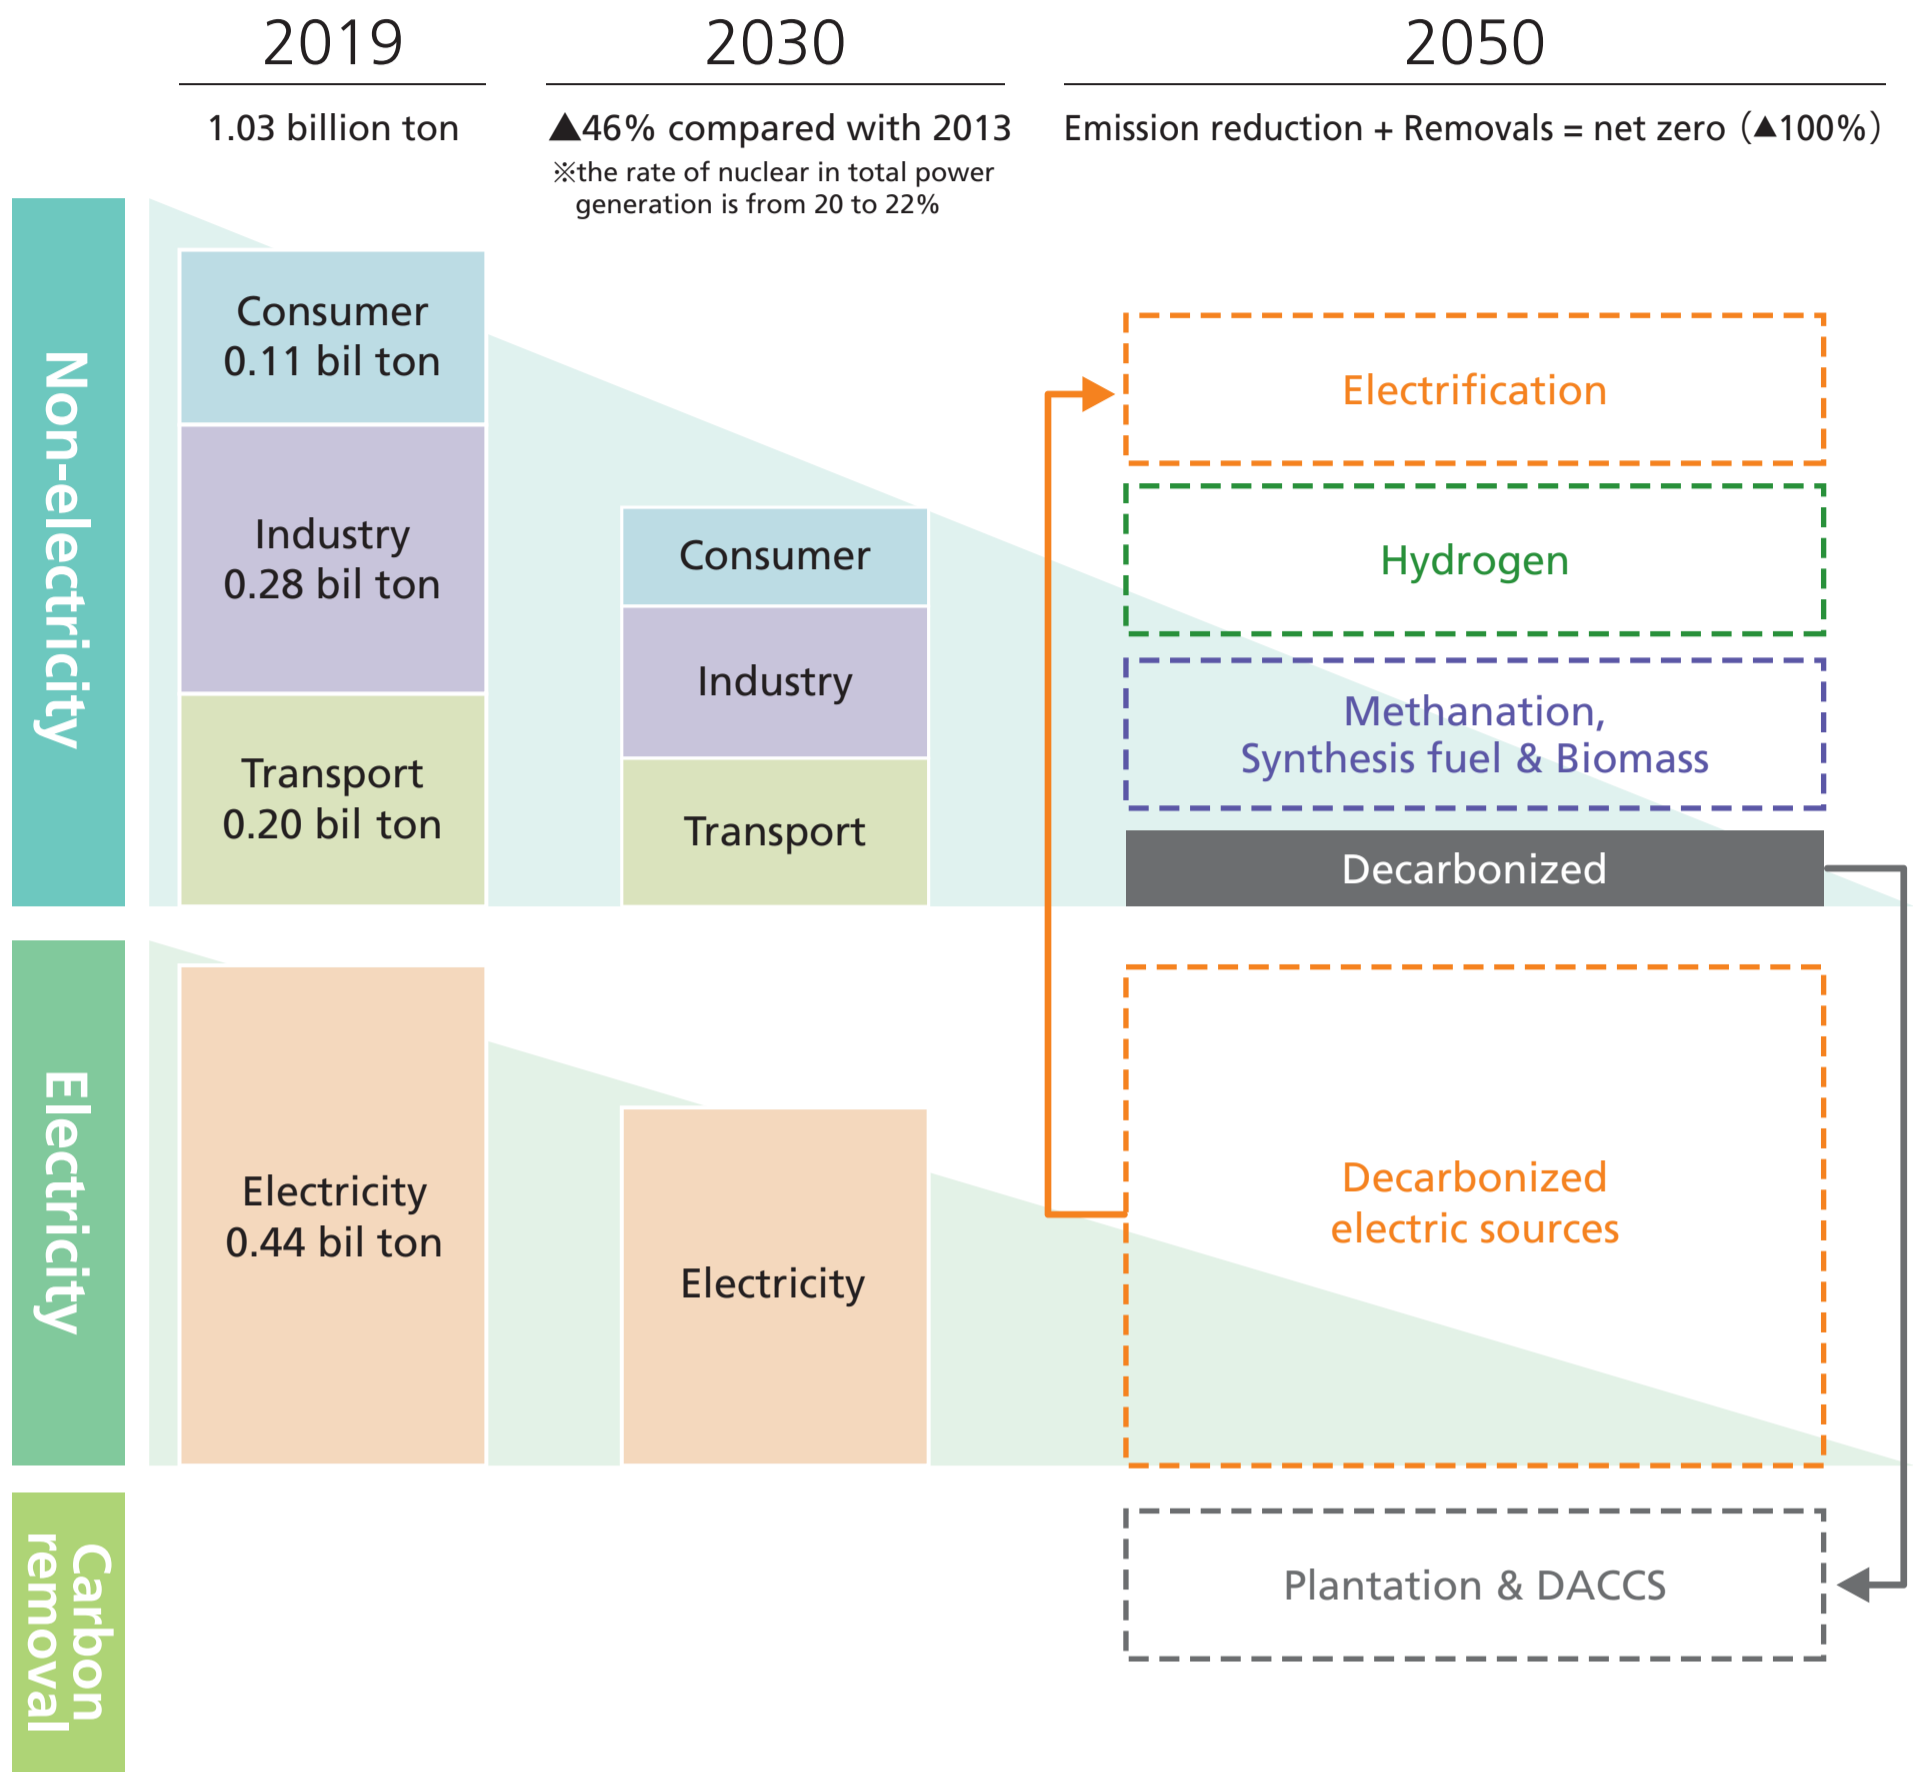 2019
1.03 billion ton
2030
▲46% compared with 2013
※the rate of nuclear in total power
generation is from 20 to 22%
2050
Emission reduction + Removals = net zero（▲100%）
Non-electricity
Consumer
0.11 bil ton
Industry
0.28 bil ton
Transport
0.20 bil ton
Consumer
Industry
Transport
Electrification
Hydrogen
Methanation,
Synthesis fuel & Biomass
Decarbonized
Electricity
Electricity
0.44 bil ton
Electricity
Decarbonized
electric sources
Carbon
removal
Plantation & DACCS